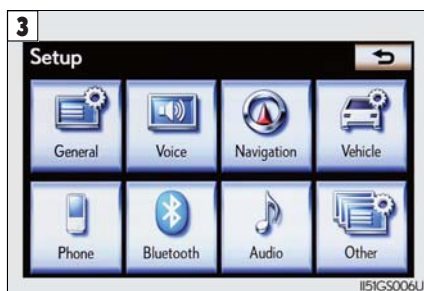 3
Setup
General Voice Navigation Vehicle
Phone Bluetooth Audio Other
II51GS006U